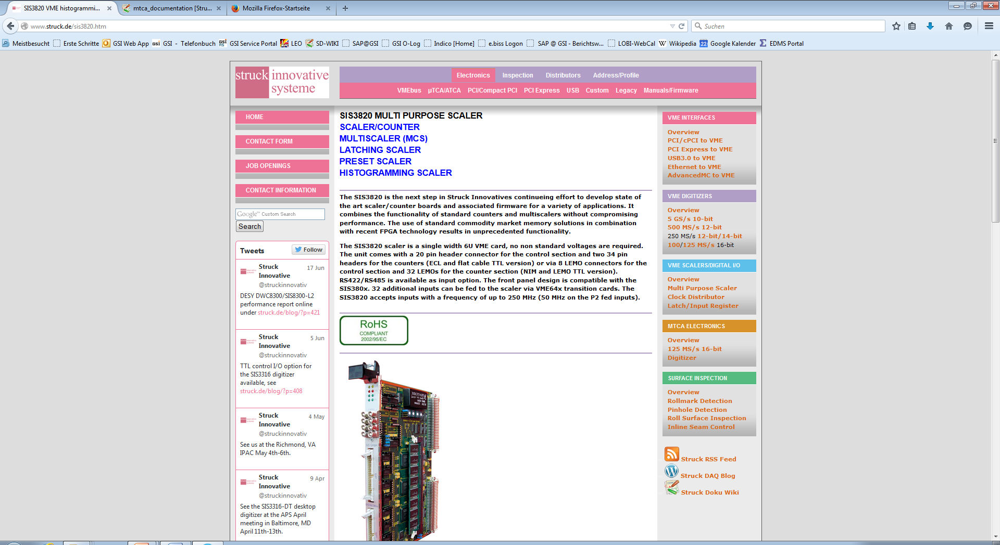 SIS3820 VME histogrammi...
mtca_documentation [Stru...
Mozilla Firefox-Startseite
www.struck.de/sis3820.htm
Suchen
Meistbesucht Erste Schritte GSI Web App GSI - Telefonbuch GSI Service Portal LEO SD-WIKI SAP@GSI GSI O-Log Indico [Home] e.biss Logon SAP @ GSI - Berichtsw... LOBI-WebCal Wikipedia Google Kalender EDMS Portal
struck innovative
systeme
Electronics Inspection Distributors Address/Profile
VMEbus µTCA/ATCA PCI/Compact PCI PCI Express USB Custom Legacy Manuals/Firmware
HOME
CONTACT FORM
JOB OPENINGS
CONTACT INFORMATION
Google™ Custom Search
Search
Tweets
Follow
Struck
Innovative
17 Jun
@struckinnovativ
DESY DWC8300/SIS8300-L2
performance report online
under struck.de/blog/?p=421
Struck
Innovative
5 Jun
@struckinnovativ
TTL control I/O option for
the SIS3316 digitizer
available, see
struck.de/blog/?p=408
Struck
Innovative
4 May
@struckinnovativ
See us at the Richmond, VA
IPAC May 4th-6th.
Struck
Innovative
9 Apr
@struckinnovativ
See the SIS3316-DT desktop
digitizer at the APS April
meeting in Baltimore, MD
April 11th-13th.
SIS3820 MULTI PURPOSE SCALER
SCALER/COUNTER
MULTISCALER (MCS)
LATCHING SCALER
PRESET SCALER
HISTOGRAMMING SCALER
The SIS3820 is the next step in Struck Innovatives continueing effort to develop state of
the art scaler/counter boards and associated firmware for a variety of applications. It
combines the functionality of standard counters and multiscalers without compromising
performance. The use of standard commodity market memory solutions in combination
with recent FPGA technology results in unprecedented functionality.
The SIS3820 scaler is a single width 6U VME card, no non standard voltages are required.
The unit comes with a 20 pin header connector for the control section and two 34 pin
headers for the counters (ECL and flat cable TTL version) or via 8 LEMO connectors for the
control section and 32 LEMOs for the counter section (NIM and LEMO TTL version).
RS422/RS485 is available as input option. The front panel design is compatible with the
SIS380x. 32 additional inputs can be fed to the scaler via VME64x transition cards. The
SIS3820 accepts inputs with a frequency of up to 250 MHz (50 MHz on the P2 fed inputs).
RoHS
COMPLIANT
2002/95/EC
VME INTERFACES
Overview
PCI/cPCI to VME
PCI Express to VME
USB3.0 to VME
Ethernet to VME
AdvancedMC to VME
VME DIGITIZERS
Overview
5 GS/s 10-bit
500 MS/s 12-bit
250 MS/s 12-bit/14-bit
100/125 MS/s 16-bit
VME SCALERS/DIGITAL I/O
Overview
Multi Purpose Scaler
Clock Distributor
Latch/Input Register
MTCA ELECTRONICS
Overview
125 MS/s 16-bit
Digitizer
SURFACE INSPECTION
Overview
Rollmark Detection
Pinhole Detection
Roll Surface Inspection
Inline Seam Control
Struck RSS Feed
Struck DAQ Blog
Struck Doku Wiki